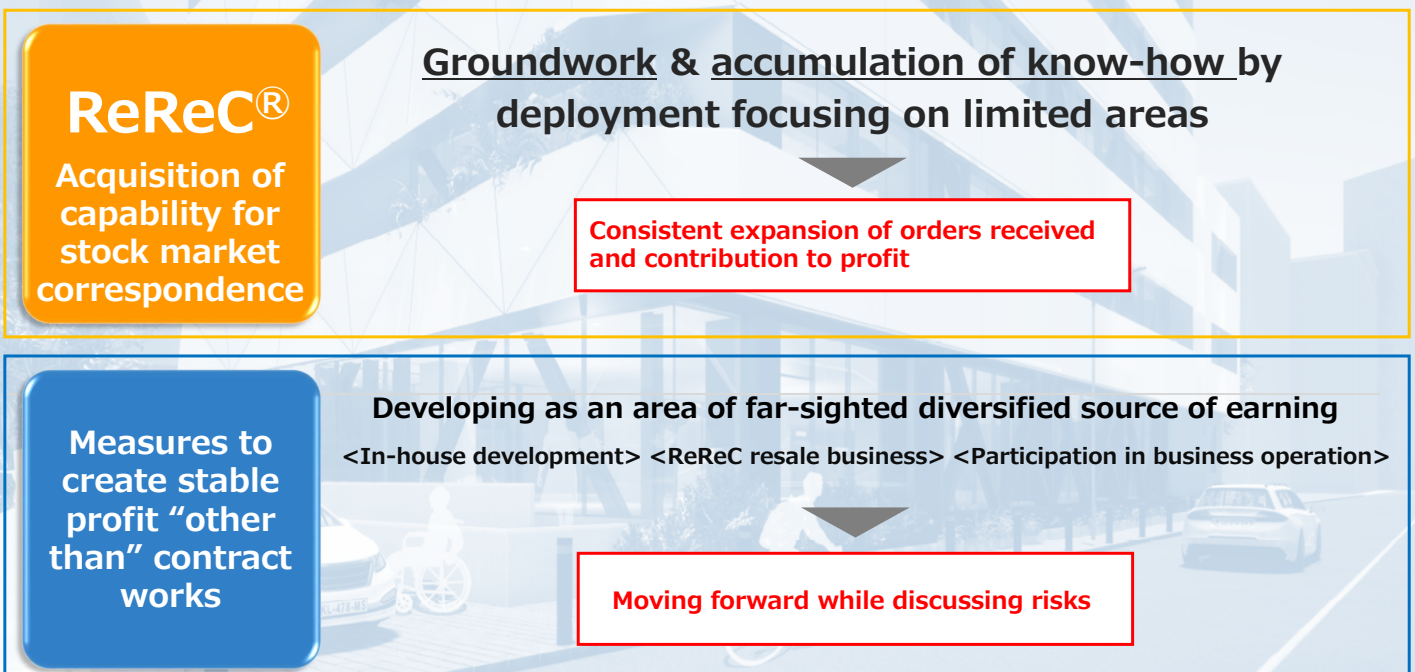 ReReC®
Acquisition of
capability for
stock market
correspondence
Groundwork & accumulation of know-how by
deployment focusing on limited areas
Consistent expansion of orders received
and contribution to profit
Measures to
create stable
profit “other
than” contract
works
Developing as an area of far-sighted diversified source of earning
<In-house development> <ReReC resale business> <Participation in business operation>
Moving forward while discussing risks